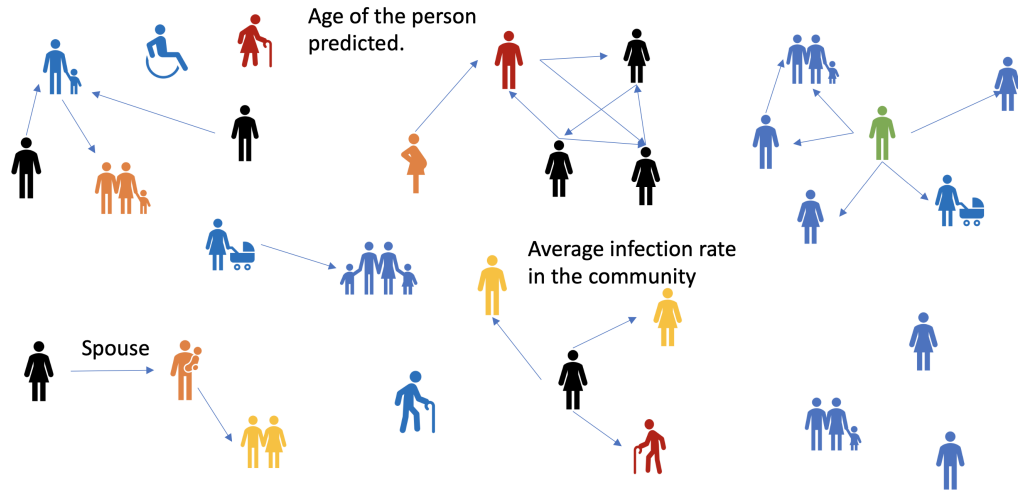 Age of the person
predicted.
Average infection rate
in the community
Spouse